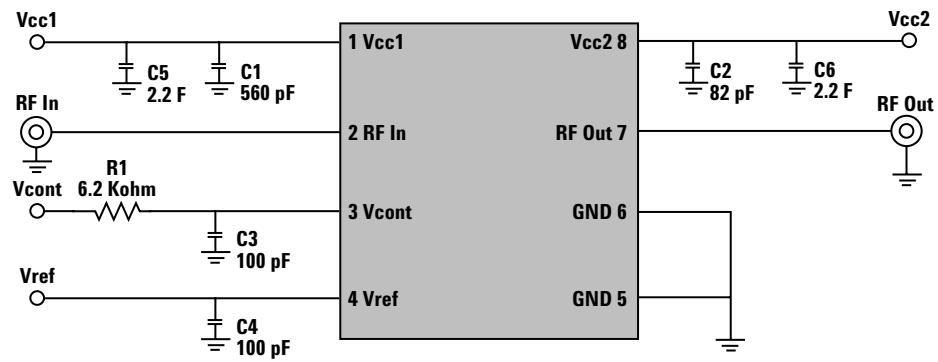 Vcc1
Vcc2
1 Vcc1
Vcc2 8
C5
2.2 F
C1
560 pF
C2
82 pF
C6
2.2 F
RF In
RF Out
2 RF In
RF Out 7
R1
6.2 Kohm
Vcont
3 Vcont
GND 6
C3
100 pF
Vref
4 Vref
GND 5
C4
100 pF